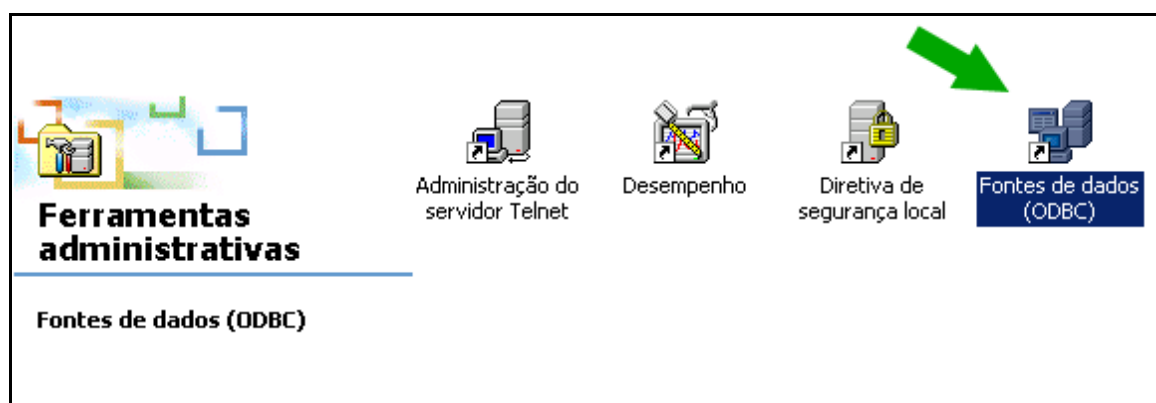 Ferramentas
administrativas
Fontes de dados (ODBC)
Administração do
servidor Telnet
Desempenho
Diretiva de
segurança local
Fontes de dados
(ODBC)